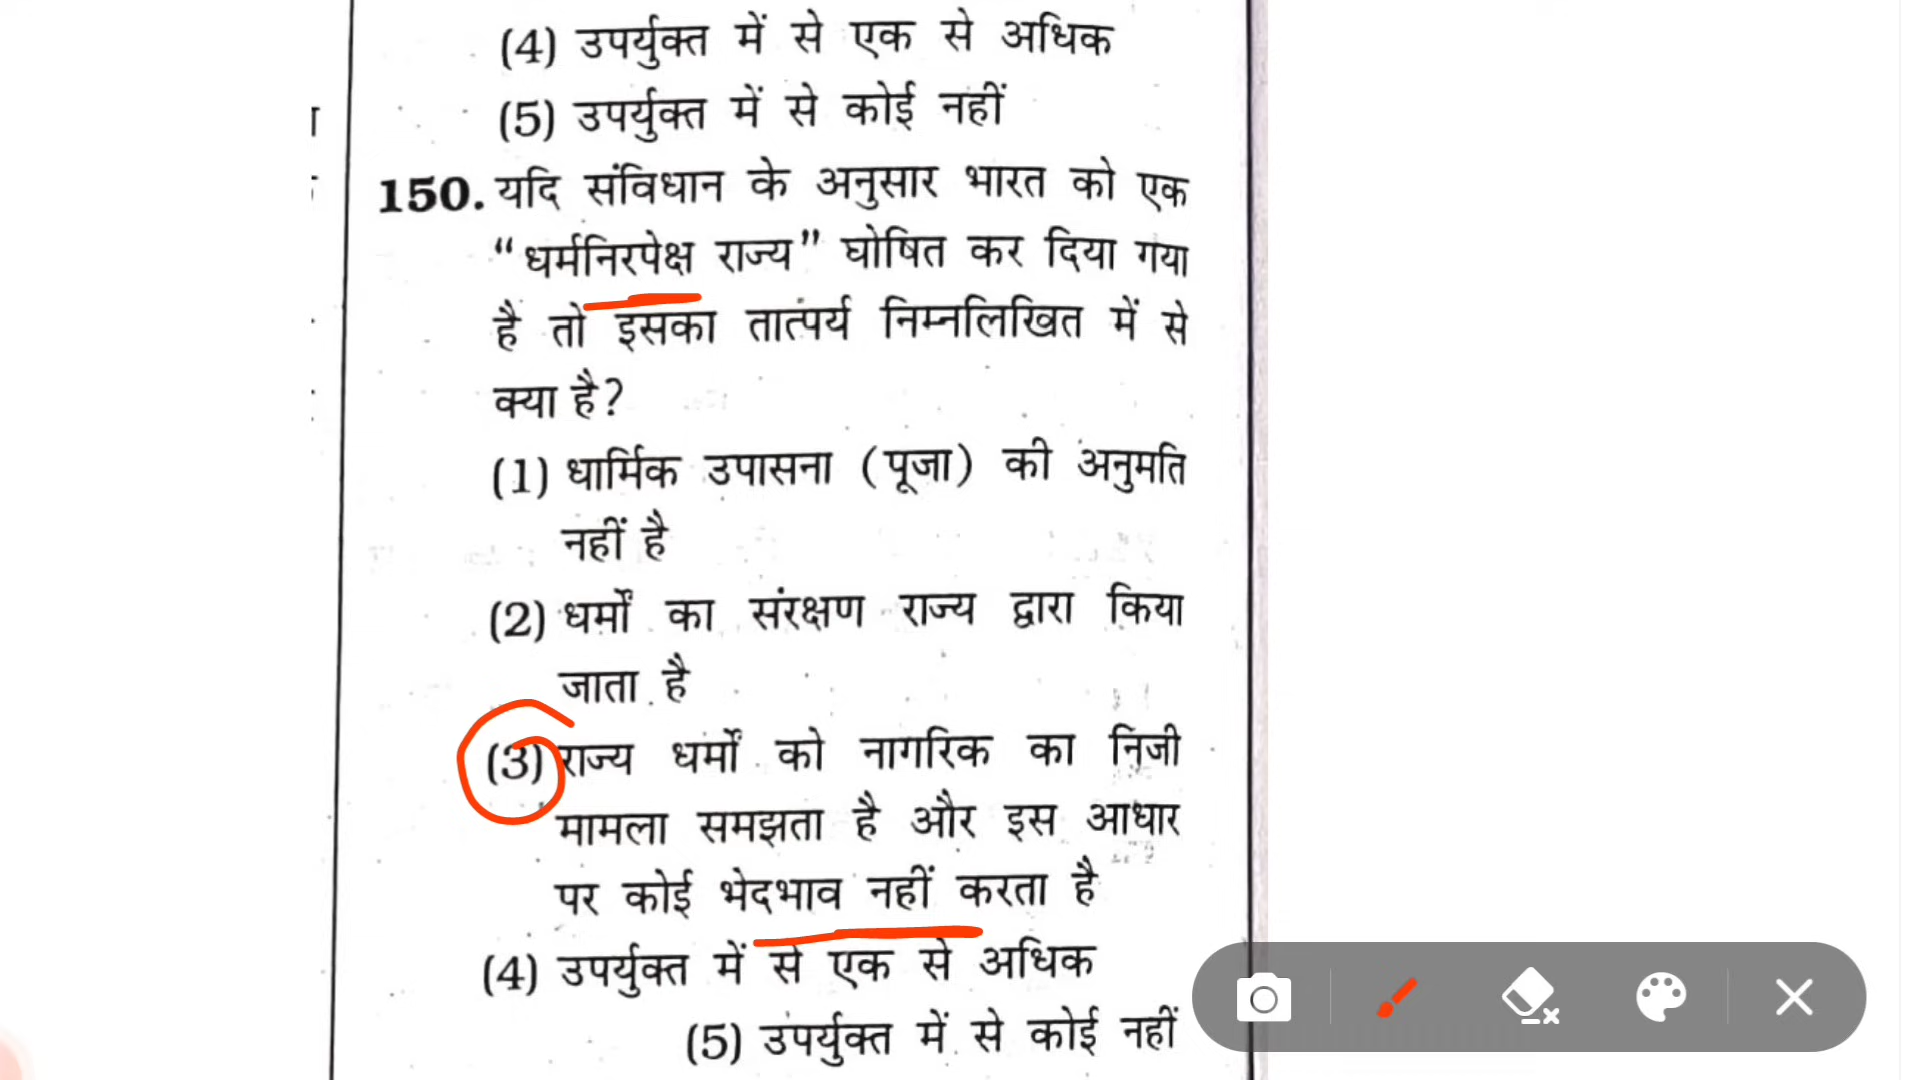 (4) उपर्युक्त में से एक से अधिक
(5) उपर्युक्त में से कोई नहीं
150. यदि संविधान के अनुसार भारत को एक
“धर्मनिरपेक्ष राज्य” घोषित कर दिया गया
है तो इसका तात्पर्य निम्नलिखित में से
क्या है?
(1) धार्मिक उपासना (पूजा) की अनुमति
नहीं है
(2) धर्मों का संरक्षण राज्य द्वारा किया
जाता है
(3) राज्य धर्मों को नागरिक का निजी
मामला समझता है और इस आधार
पर कोई भेदभाव नहीं करता है
(4) उपर्युक्त में से एक से अधिक
(5) उपर्युक्त में से कोई नहीं